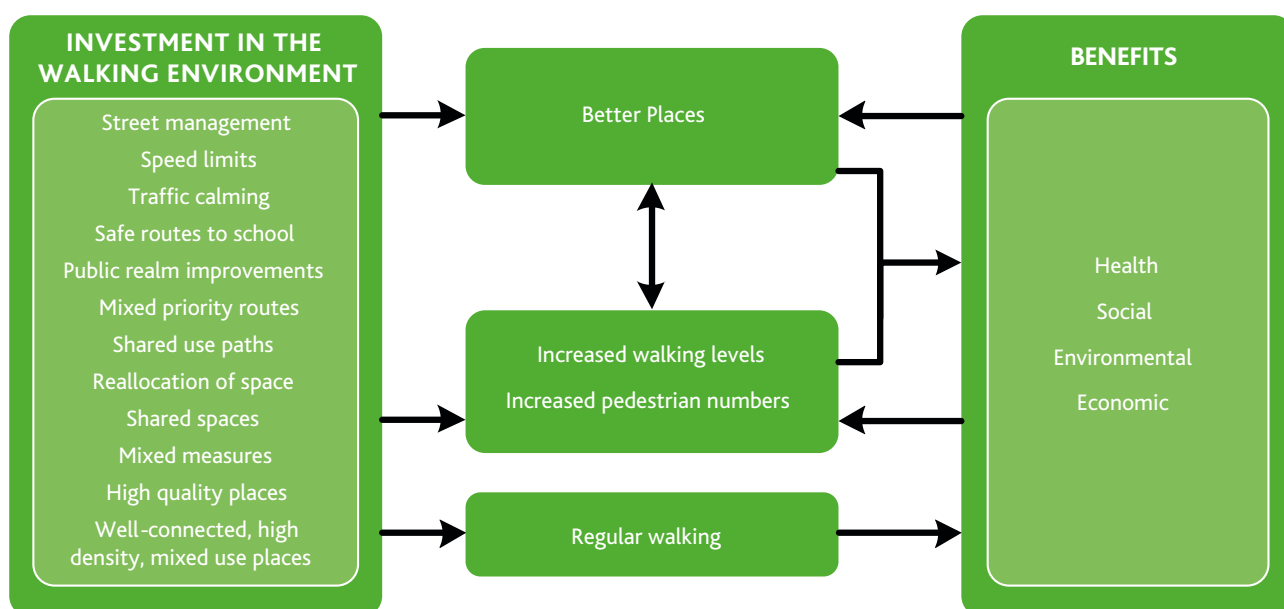 INVESTMENT IN THE
WALKING ENVIRONMENT
Street management
Speed limits
Traffic calming
Safe routes to school
Public realm improvements
Mixed priority routes
Shared use paths
Reallocation of space
Shared spaces
Mixed measures
High quality places
Well-connected, high
density, mixed use places
Better Places
Increased walking levels
Increased pedestrian numbers
Regular walking
BENEFITS
Health
Social
Environmental
Economic